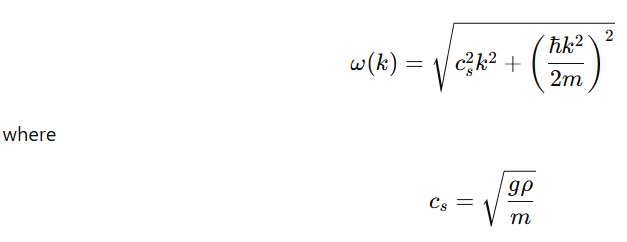 ω(k) = √(c_s²k² + (ħk²/2m)²)
where
c_s = √(gρ/m)